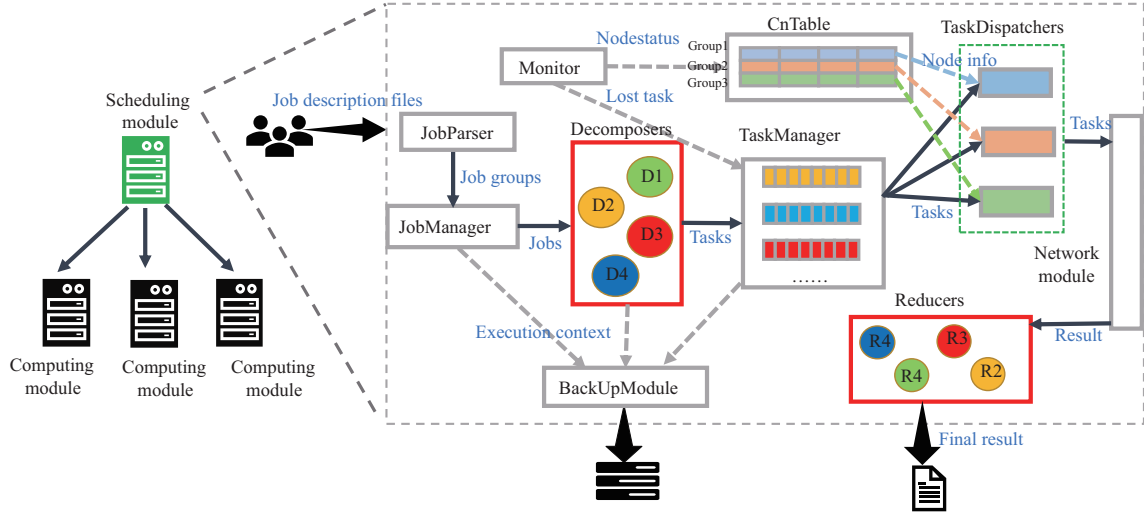 Scheduling
module
Computing
module
Computing
module
Computing
module
Job description files
JobParser
Job groups
JobManager
Jobs
Monitor
Nodestatus
Lost task
CnTable
Group1
Group2
Group3
Node info
TaskDispatchers
Decomposers
D1
D2
D3
D4
Tasks
TaskManager
......
Tasks
Tasks
Network
module
Execution context
BackUpModule
Reducers
R4
R3
R4
R2
Result
Final result